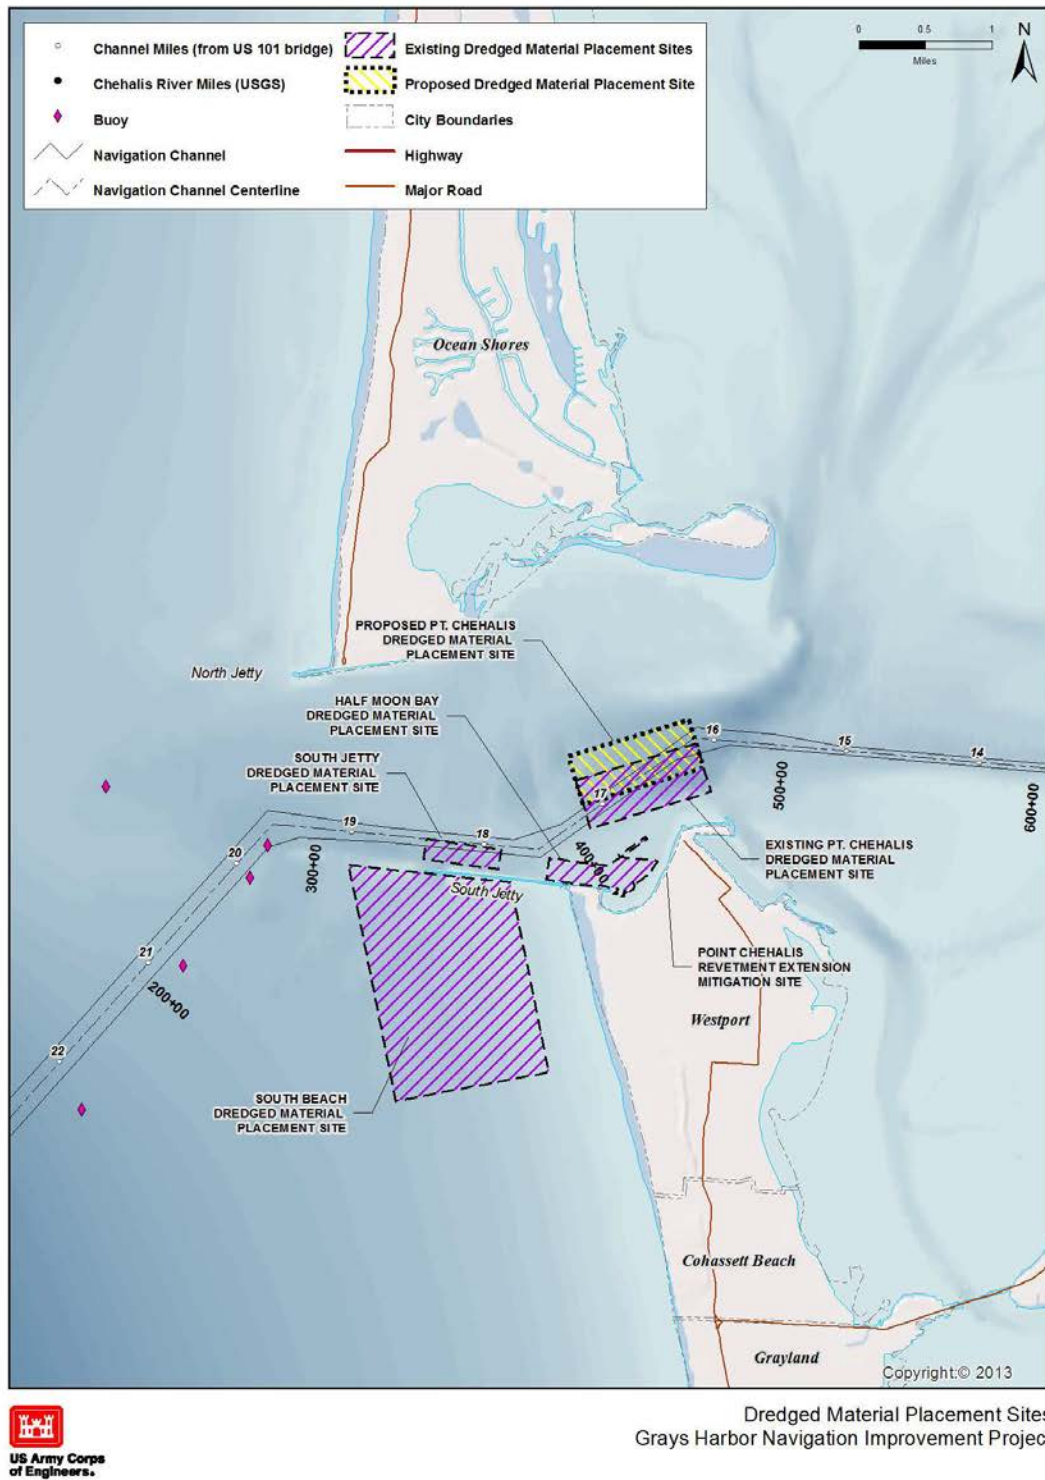 Channel Miles (from US 101 bridge)
Chehalis River Miles (USGS)
Buoy
Navigation Channel
Navigation Channel Centerline
Existing Dredged Material Placement Sites
Proposed Dredged Material Placement Site
City Boundaries
Highway
Major Road
0 0.5 1
Miles
N
Ocean Shores
PROPOSED PT. CHEHALIS
DREDGED MATERIAL
PLACEMENT SITE
North Jetty
HALF MOON BAY
DREDGED MATERIAL
PLACEMENT SITE
SOUTH JETTY
DREDGED MATERIAL
PLACEMENT SITE
16
15
14
17
500+00
600+00
19
18
20
300+00
400+00
EXISTING PT. CHEHALIS
DREDGED MATERIAL
PLACEMENT SITE
South Jetty
21
200+00
POINT CHEHALIS
REVETMENT EXTENSION
MITIGATION SITE
Westport
22
SOUTH BEACH
DREDGED MATERIAL
PLACEMENT SITE
Cohassett Beach
Grayland
Copyright:© 2013
US Army Corps
of Engineers.
Dredged Material Placement Sites
Grays Harbor Navigation Improvement Project